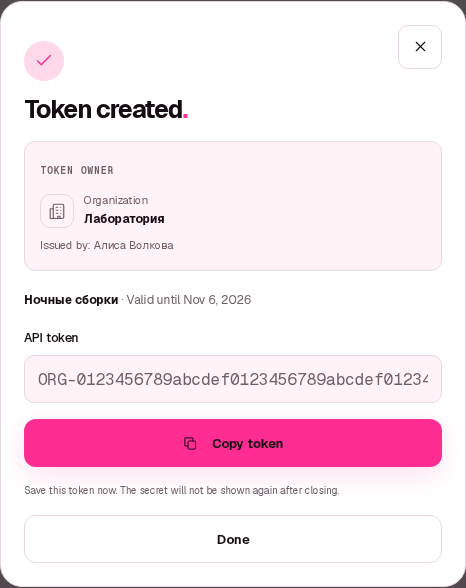 Token created.
TOKEN OWNER
Organization
Лаборатория
Issued by: Алиса Волкова
Ночные сборки · Valid until Nov 6, 2026
API token
ORG-0123456789abcdef0123456789abcdef01234
Copy token
Save this token now. The secret will not be shown again after closing.
Done